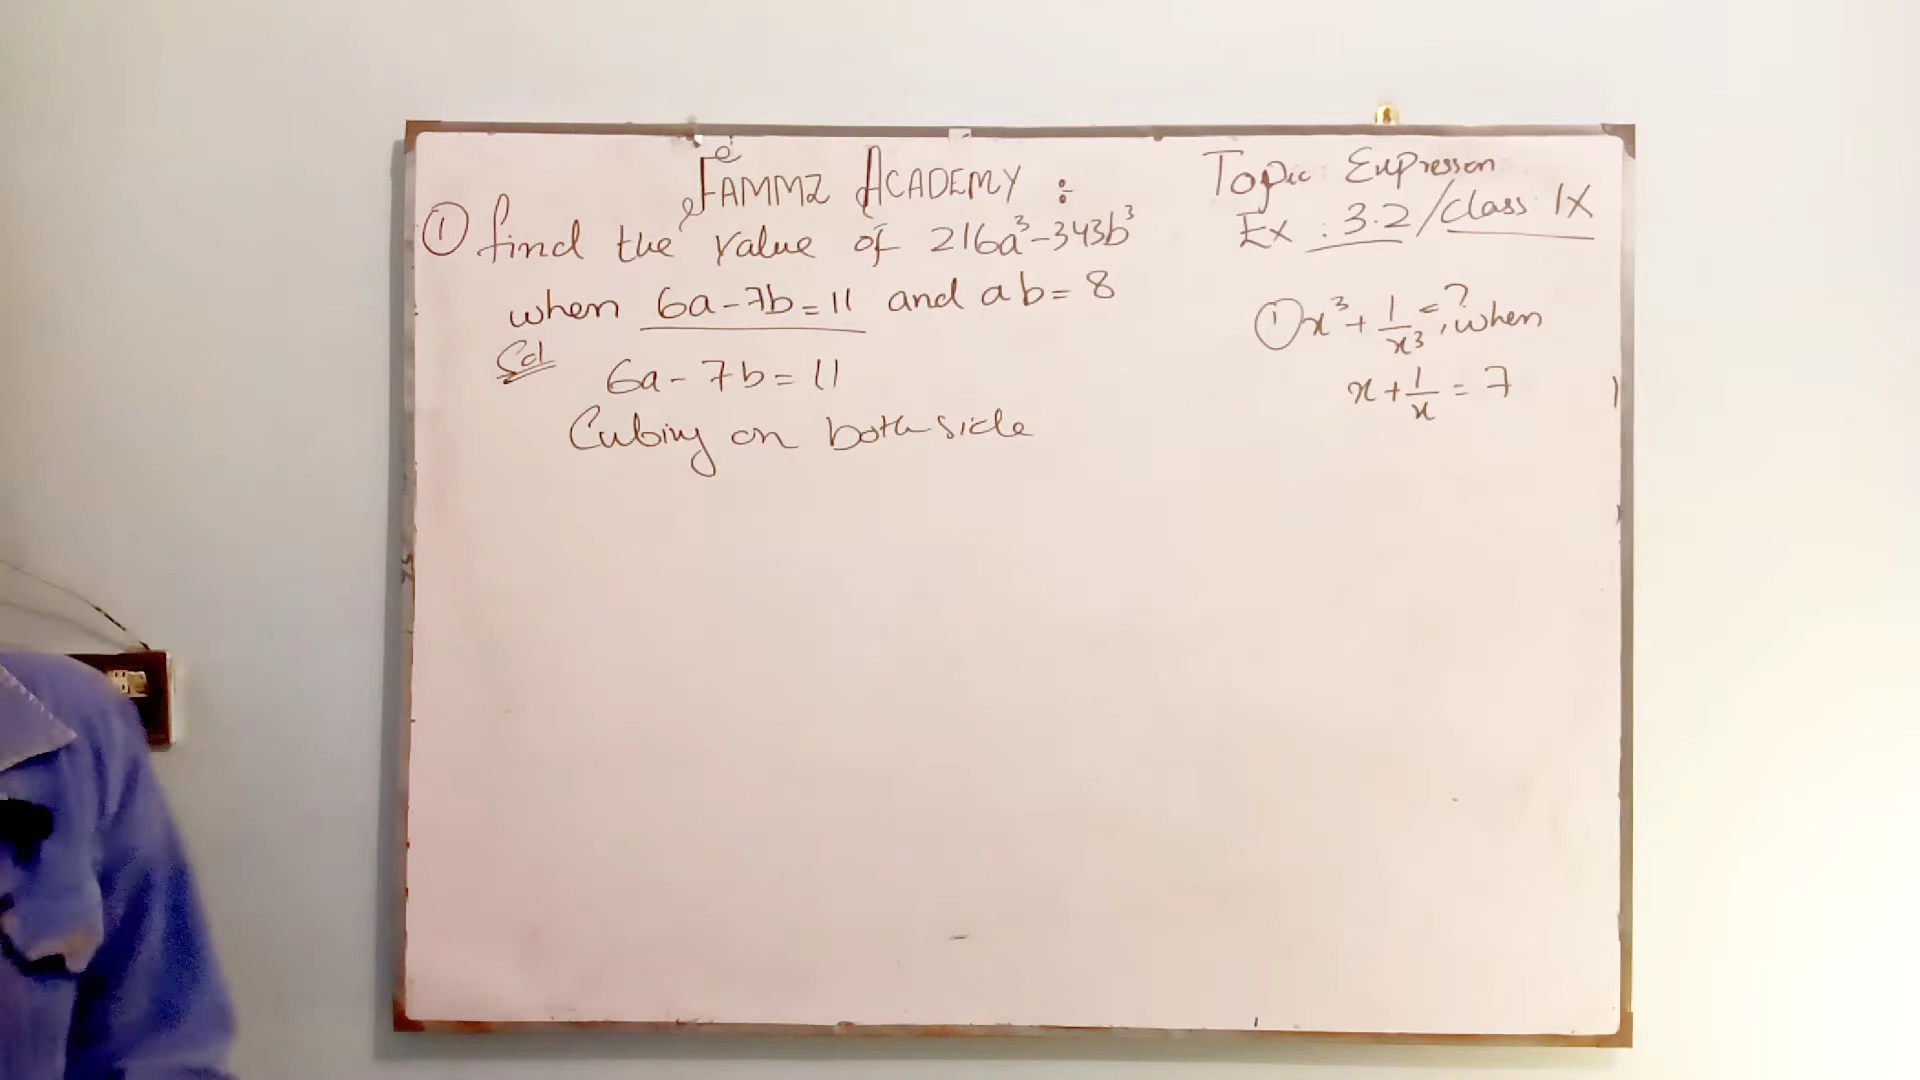 FAMMZ ACADEMY :
Topic: Expression
Ex : 3.2/class IX
① find the value of 216a³-343b³
when 6a-7b=11 and ab=8
Sol
6a-7b=11
Cubing on both side
① x³+1/x³=?, when
x+1/x=7